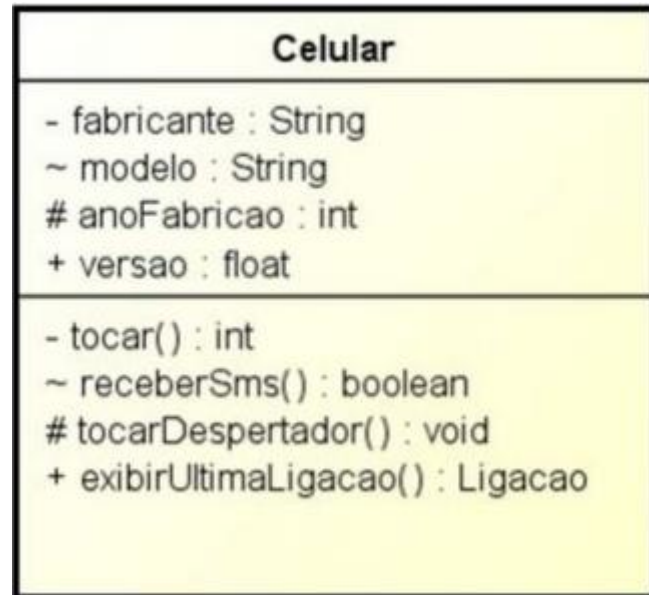 Celular
- fabricante : String
~ modelo : String
# anoFabricao : int
+ versao : float
- tocar() : int
~ receberSms() : boolean
# tocarDespertador() : void
+ exibirUltimaLigacao() : Ligacao